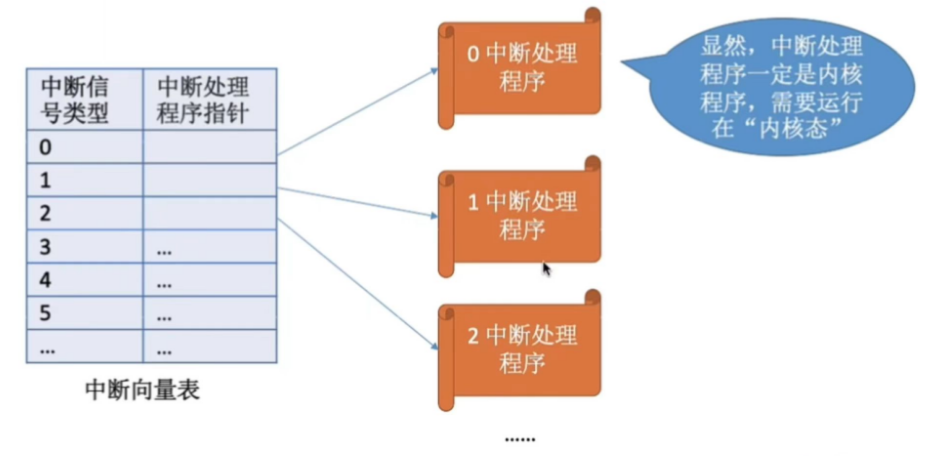 中断信
号类型
中断处理
程序指针
0
1
2
3
...
4
...
5
...
...
...
中断向量表
0 中断处理
程序
1 中断处理
程序
2 中断处理
程序
......
显然，中断处理
程序一定是内核
程序，需要运行
在“内核态”